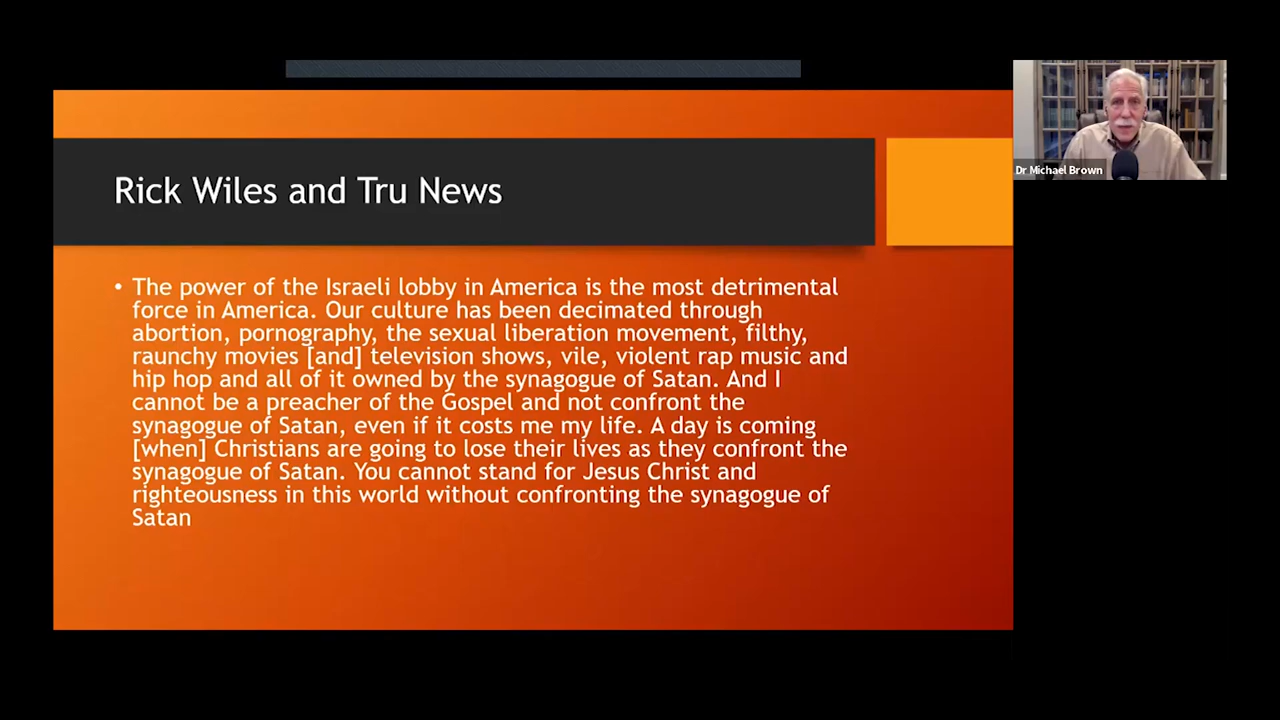 Rick Wiles and Tru News
• The power of the Israeli lobby in America is the most detrimental
force in America. Our culture has been decimated through
abortion, pornography, the sexual liberation movement, filthy,
raunchy movies [and] television shows, vile, violent rap music and
hip hop and all of it owned by the synagogue of Satan. And I
cannot be a preacher of the Gospel and not confront the
synagogue of Satan, even if it costs me my life. A day is coming
[when] Christians are going to lose their lives as they confront the
synagogue of Satan. You cannot stand for Jesus Christ and
righteousness in this world without confronting the synagogue of
Satan
Dr Michael Brown